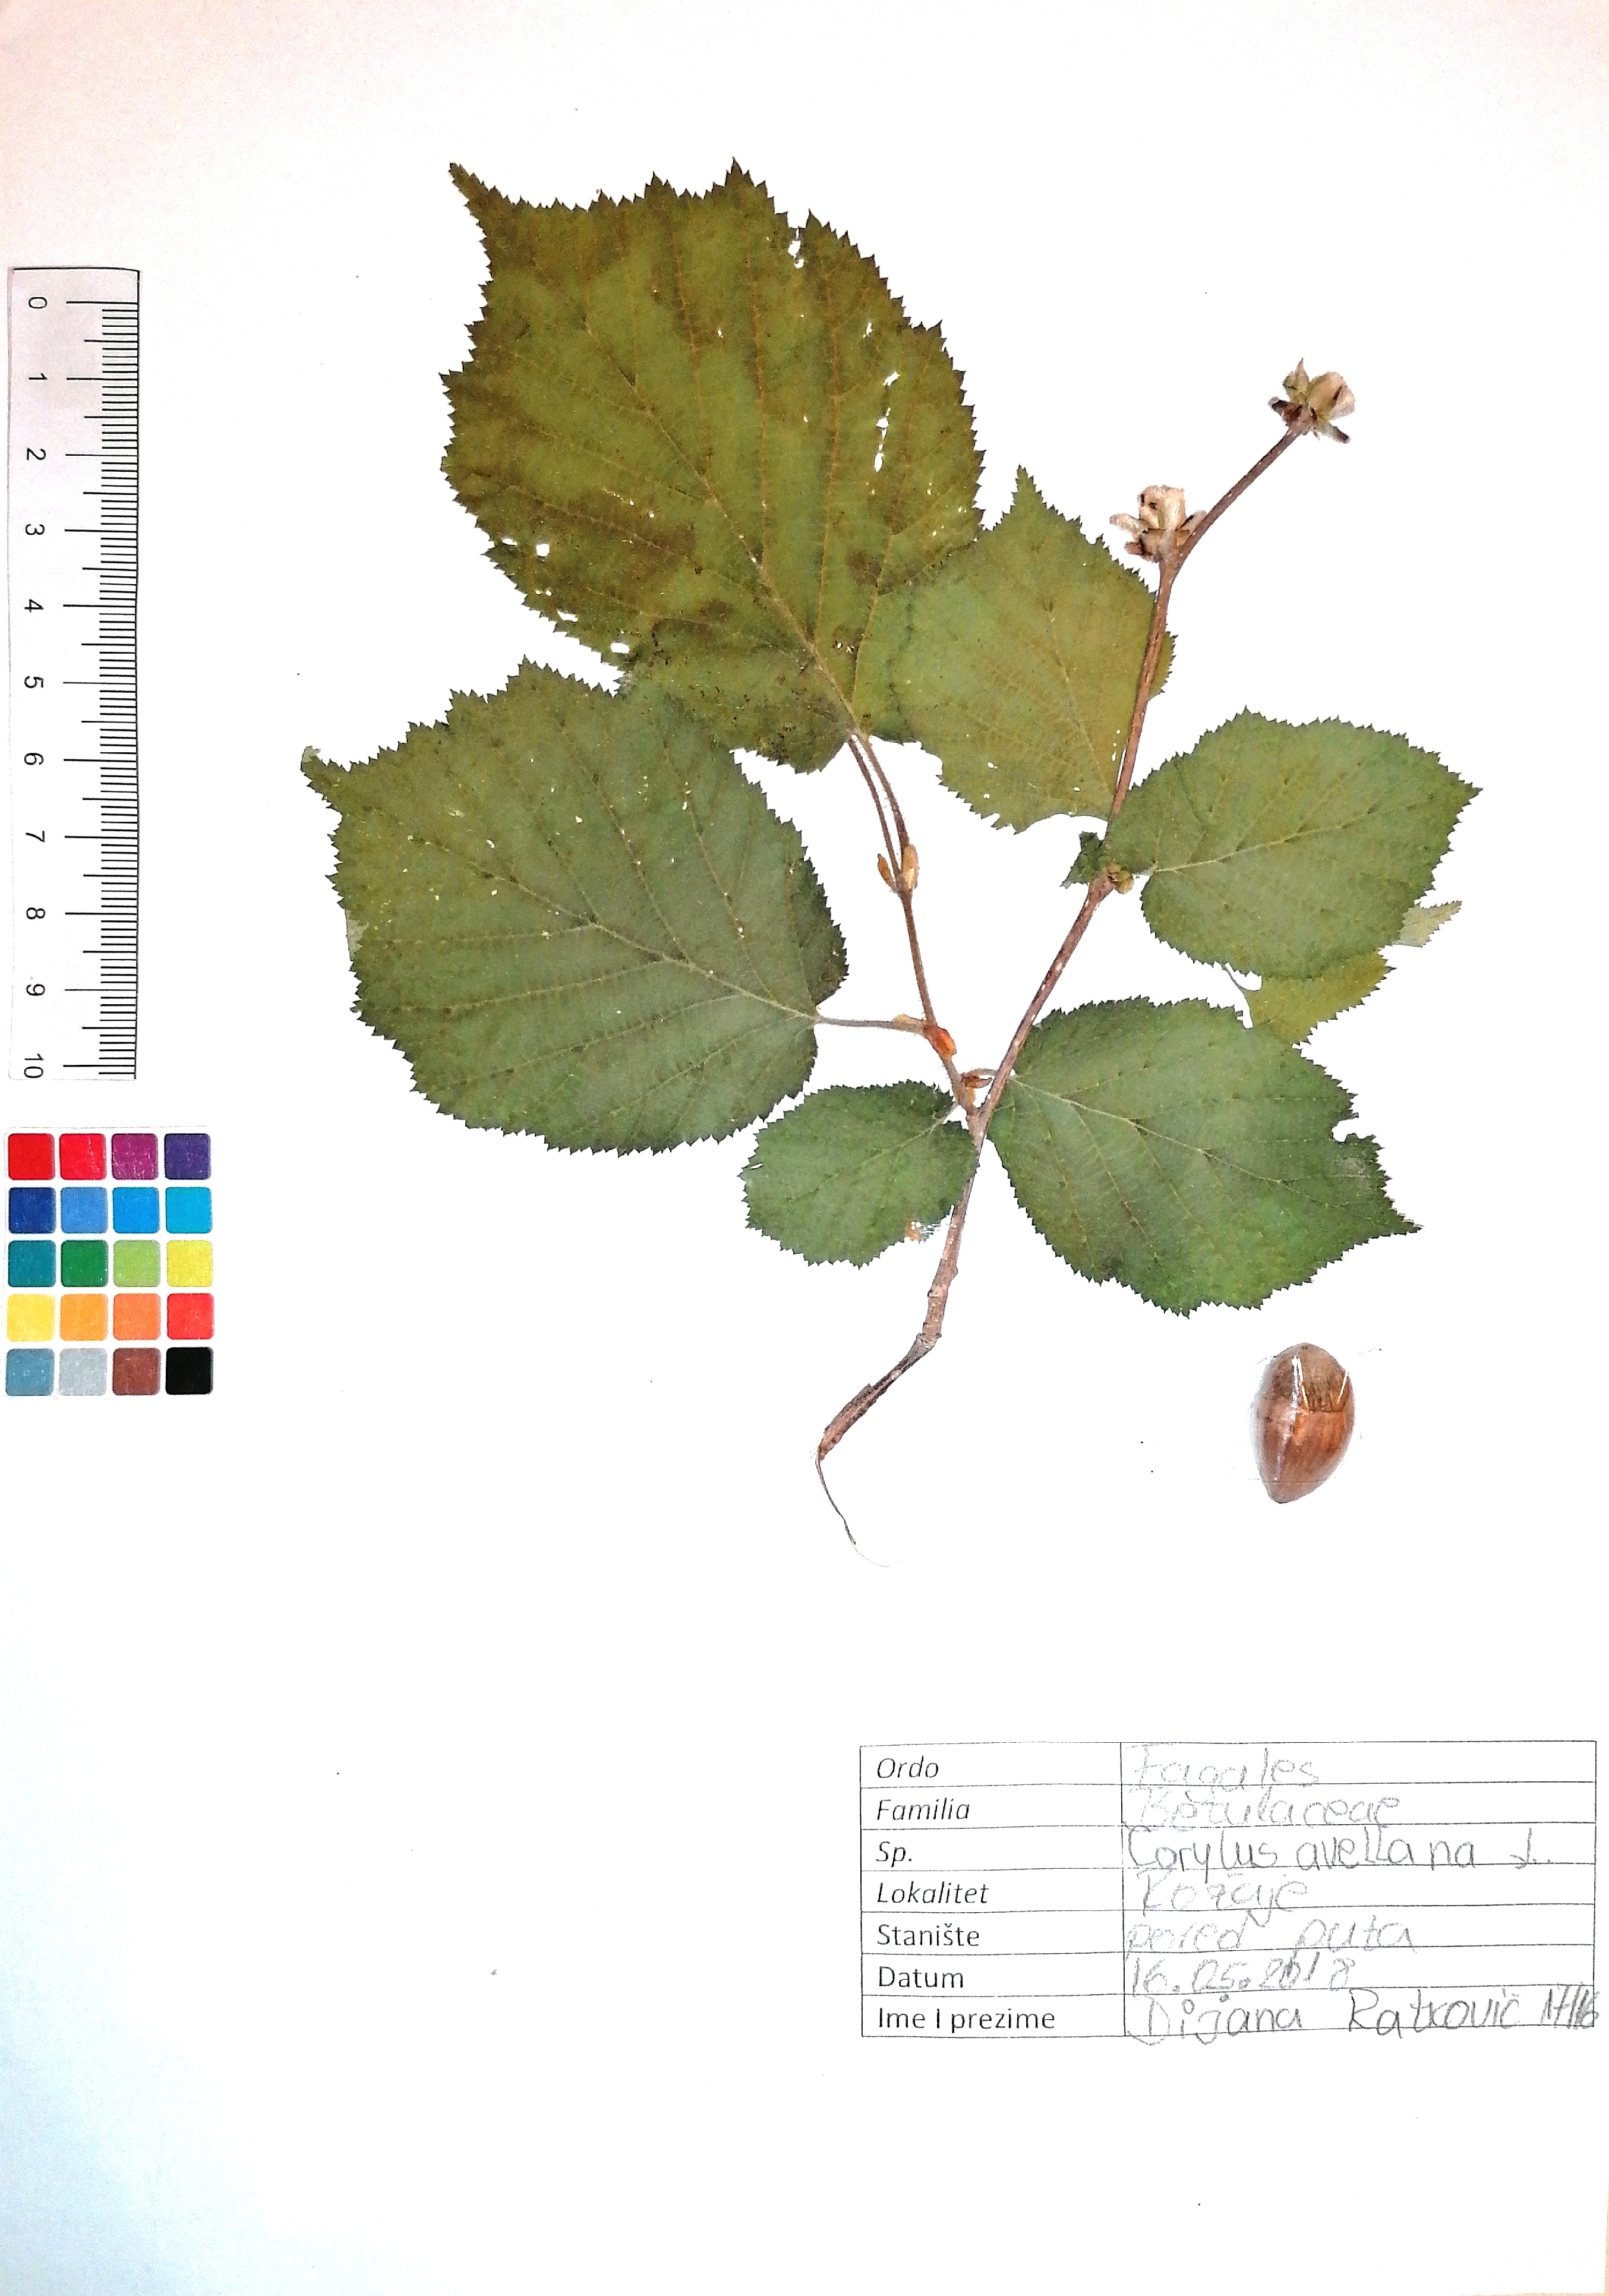 0
1
2
3
4
5
6
7
8
9
10
Ordo Fagales
Familia Betulaceae
Sp. Corylus avellana L.
Lokalitet Rožaje
Stanište pored puta
Datum 16.05.2018
Ime I prezime Dijana Ratković 17/16